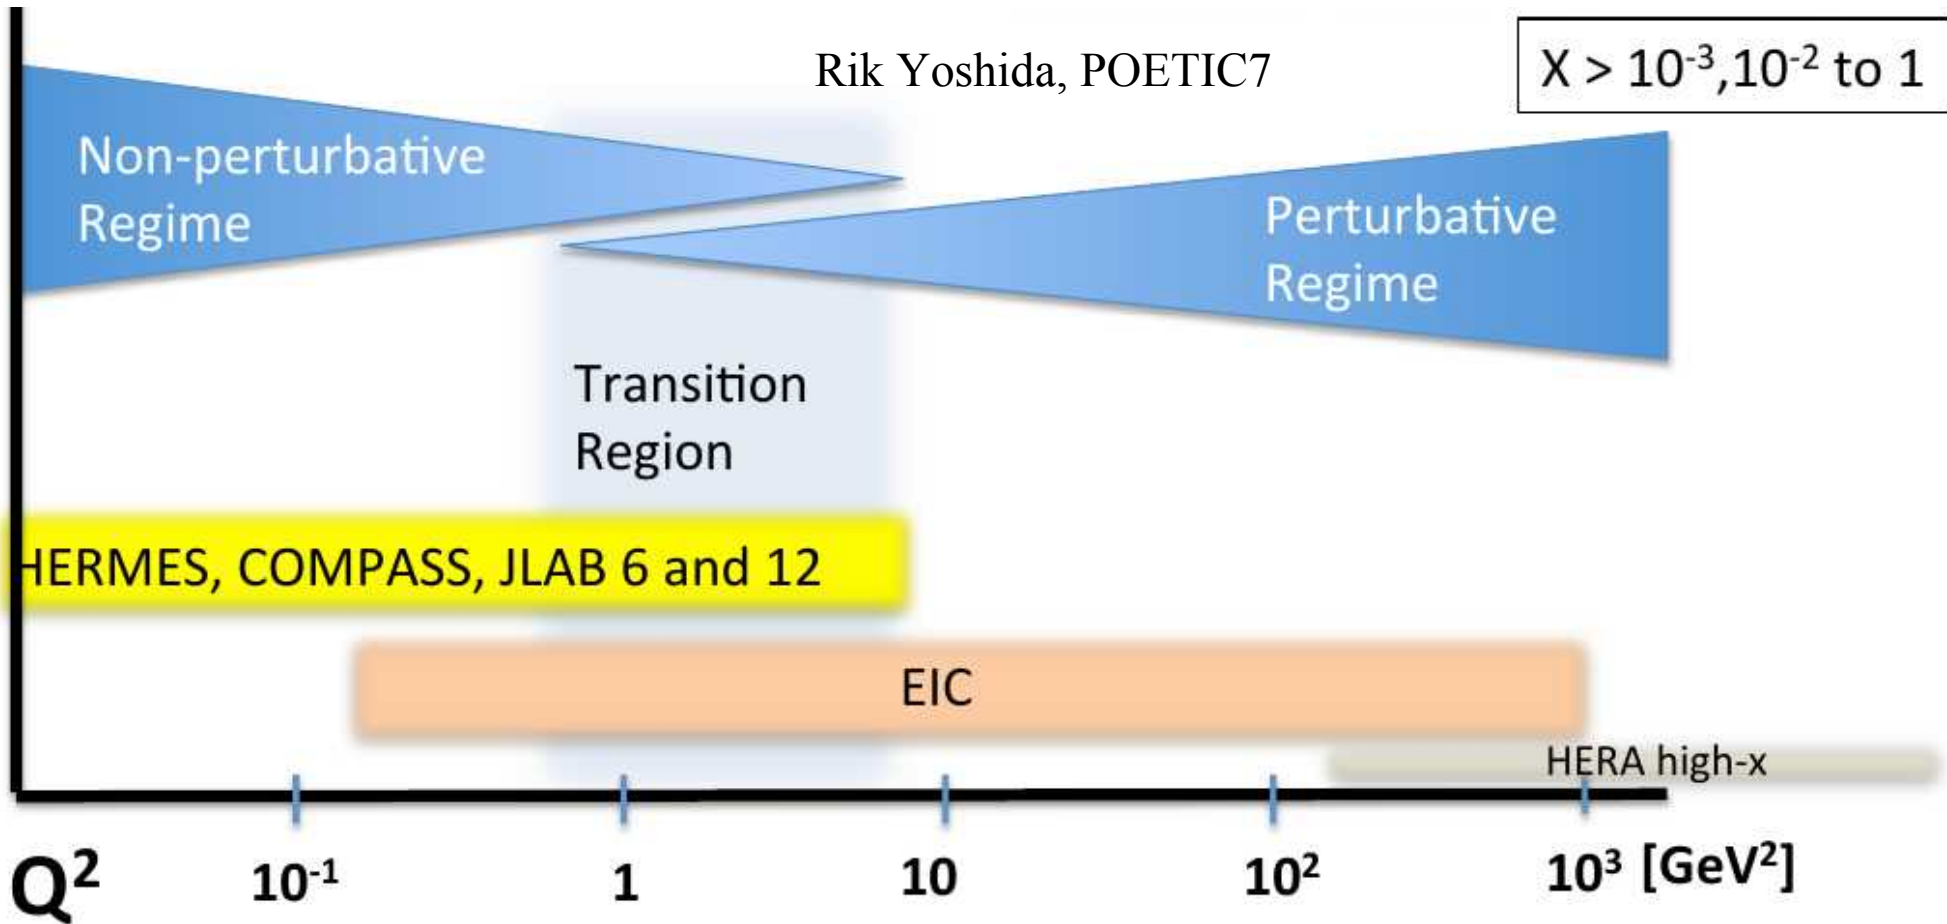 Rik Yoshida, POETIC7
X > 10⁻³,10⁻² to 1
Non-perturbative
Regime
Perturbative
Regime
Transition
Region
HERMES, COMPASS, JLAB 6 and 12
EIC
HERA high-x
Q² 10⁻¹ 1 10 10² 10³ [GeV²]